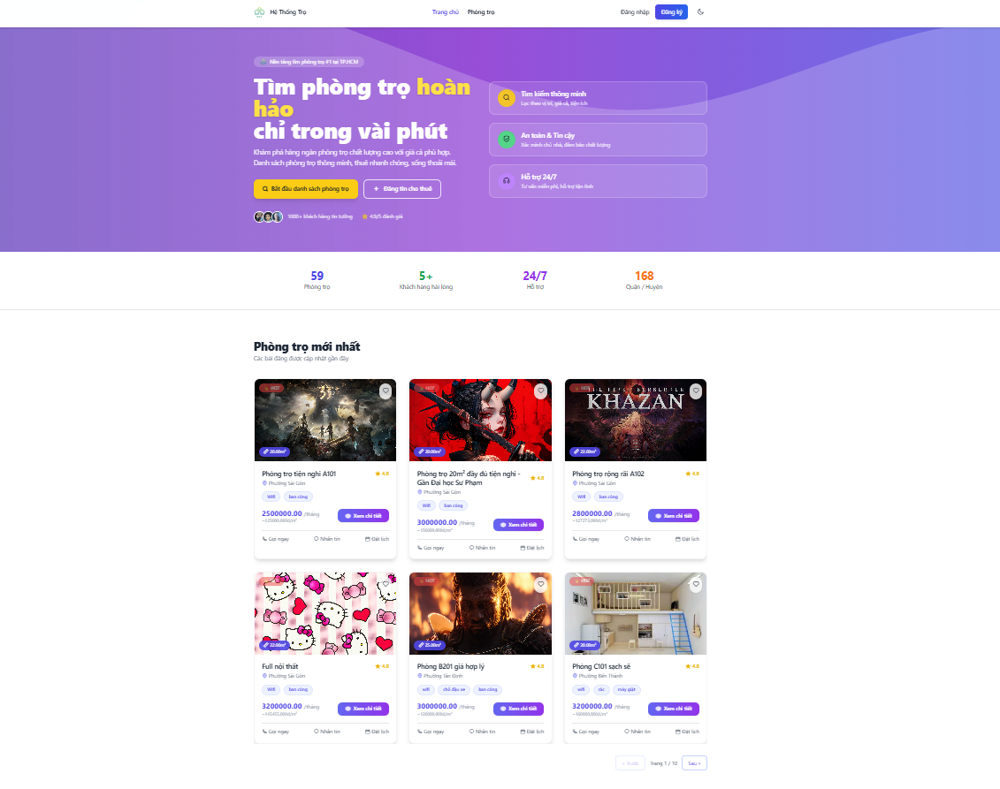 Hệ Thống Trọ
Trang chủ
Phòng trọ
Đăng nhập
Đăng ký
Nền tảng tìm phòng trọ #1 tại TP.HCM
Tìm phòng trọ hoàn
hảo
chỉ trong vài phút
Khám phá hàng ngàn phòng trọ chất lượng cao với giá cả phù hợp.
Danh sách phòng trọ thông minh, thuê nhanh chóng, sống thoải mái.
Bắt đầu danh sách phòng trọ
Đăng tin cho thuê
1000+ khách hàng tin tưởng
4.9/5 đánh giá
Tìm kiếm thông minh
Lọc theo vị trí, giá cả, tiện ích
An toàn & Tin cậy
Xác minh chủ nhà, đảm bảo chất lượng
Hỗ trợ 24/7
Tư vấn miễn phí, hỗ trợ tận tình
59
Phòng trọ
5+
Khách hàng hài lòng
24/7
Hỗ trợ
168
Quận / Huyện
Phòng trọ mới nhất
Các bài đăng được cập nhật gần đây
HOT
20.00m²
Phòng trọ tiện nghi A101
4.8
Phường Sài Gòn
Wifi
ban công
2500000.00 /tháng
~125000,000đ/m²
Xem chi tiết
Gọi ngay
Nhắn tin
Đặt lịch
HOT
20.00m²
Phòng trọ 20m² đầy đủ tiện nghi -
Gần Đại học Sư Phạm
4.8
Phường Sài Gòn
Wifi
ban công
3000000.00 /tháng
~150000,000đ/m²
Xem chi tiết
Gọi ngay
Nhắn tin
Đặt lịch
HOT
KHAZAN
22.00m²
Phòng trọ rộng rãi A102
4.8
Phường Sài Gòn
Wifi
ban công
2800000.00 /tháng
~127273,000đ/m²
Xem chi tiết
Gọi ngay
Nhắn tin
Đặt lịch
22.00m²
Full nội thất
4.8
Phường Sài Gòn
Wifi
ban công
3200000.00 /tháng
~145455,000đ/m²
Xem chi tiết
Gọi ngay
Nhắn tin
Đặt lịch
HOT
25.00m²
Phòng B201 giá hợp lý
4.8
Phường Tân Định
wifi
chỗ đậu xe
ban công
3000000.00 /tháng
~120000,000đ/m²
Xem chi tiết
Gọi ngay
Nhắn tin
Đặt lịch
HOT
20.00m²
Phòng C101 sạch sẽ
4.8
Phường Bến Thành
wifi
rác
máy giặt
3200000.00 /tháng
~160000,000đ/m²
Xem chi tiết
Gọi ngay
Nhắn tin
Đặt lịch
« Trước
Trang 1 / 10
Sau »